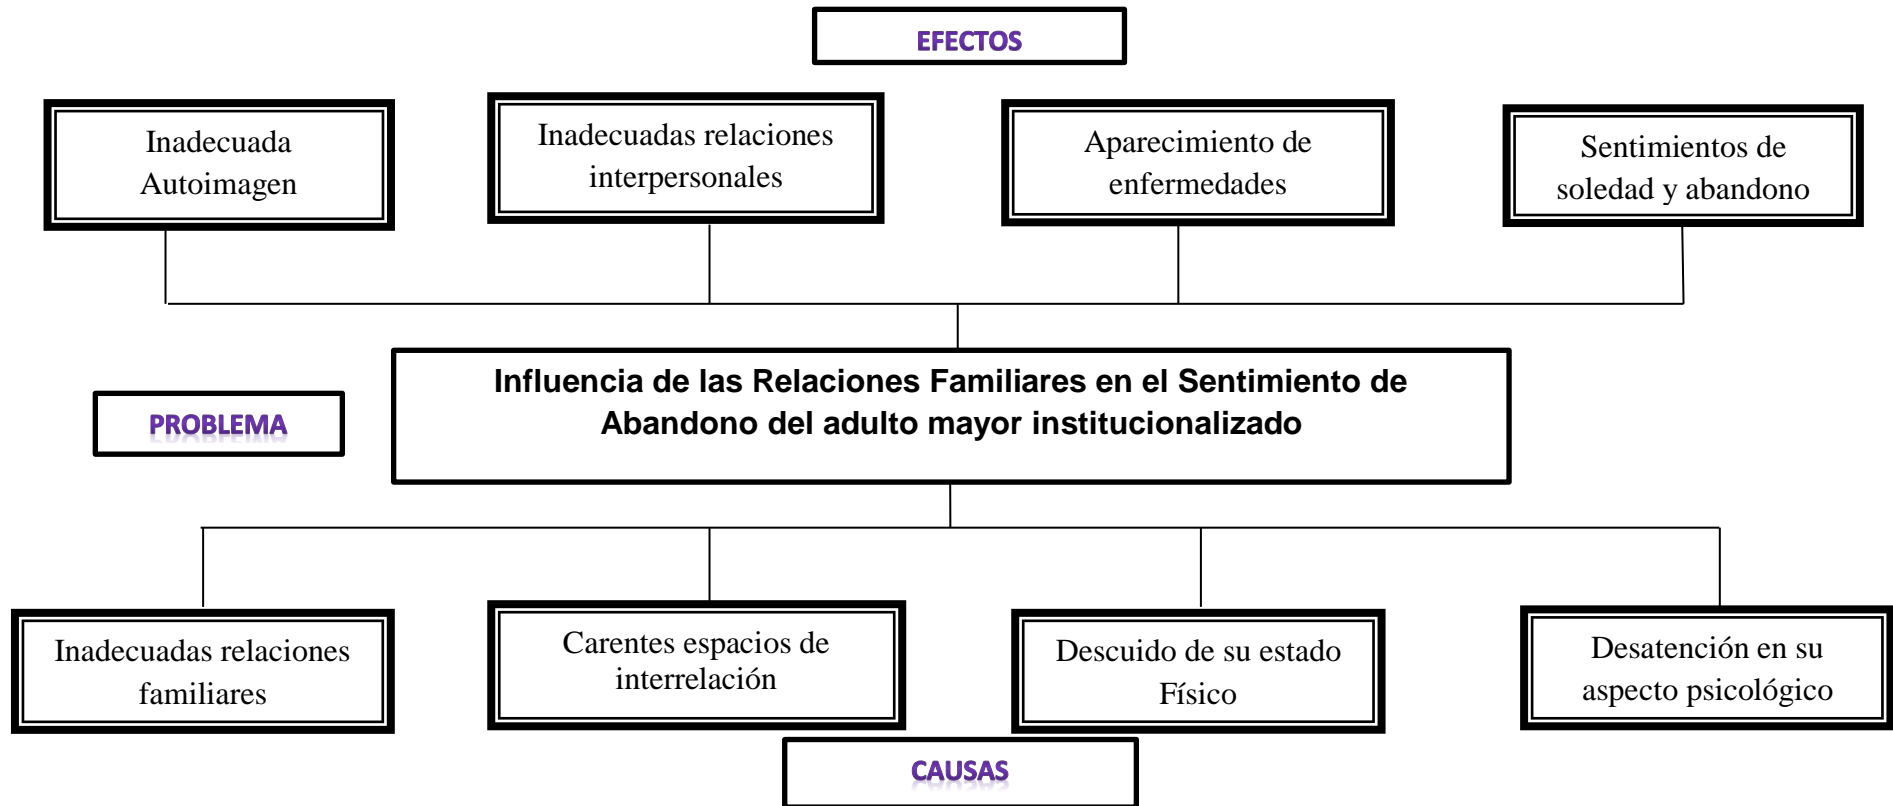 EFECTOS
Inadecuada
Autoimagen
Inadecuadas relaciones
interpersonales
Aparecimiento de
enfermedades
Sentimientos de
soledad y abandono
PROBLEMA
Influencia de las Relaciones Familiares en el Sentimiento de
Abandono del adulto mayor institucionalizado
Inadecuadas relaciones
familiares
Carentes espacios de
interrelación
Descuido de su estado
Físico
Desatención en su
aspecto psicológico
CAUSAS